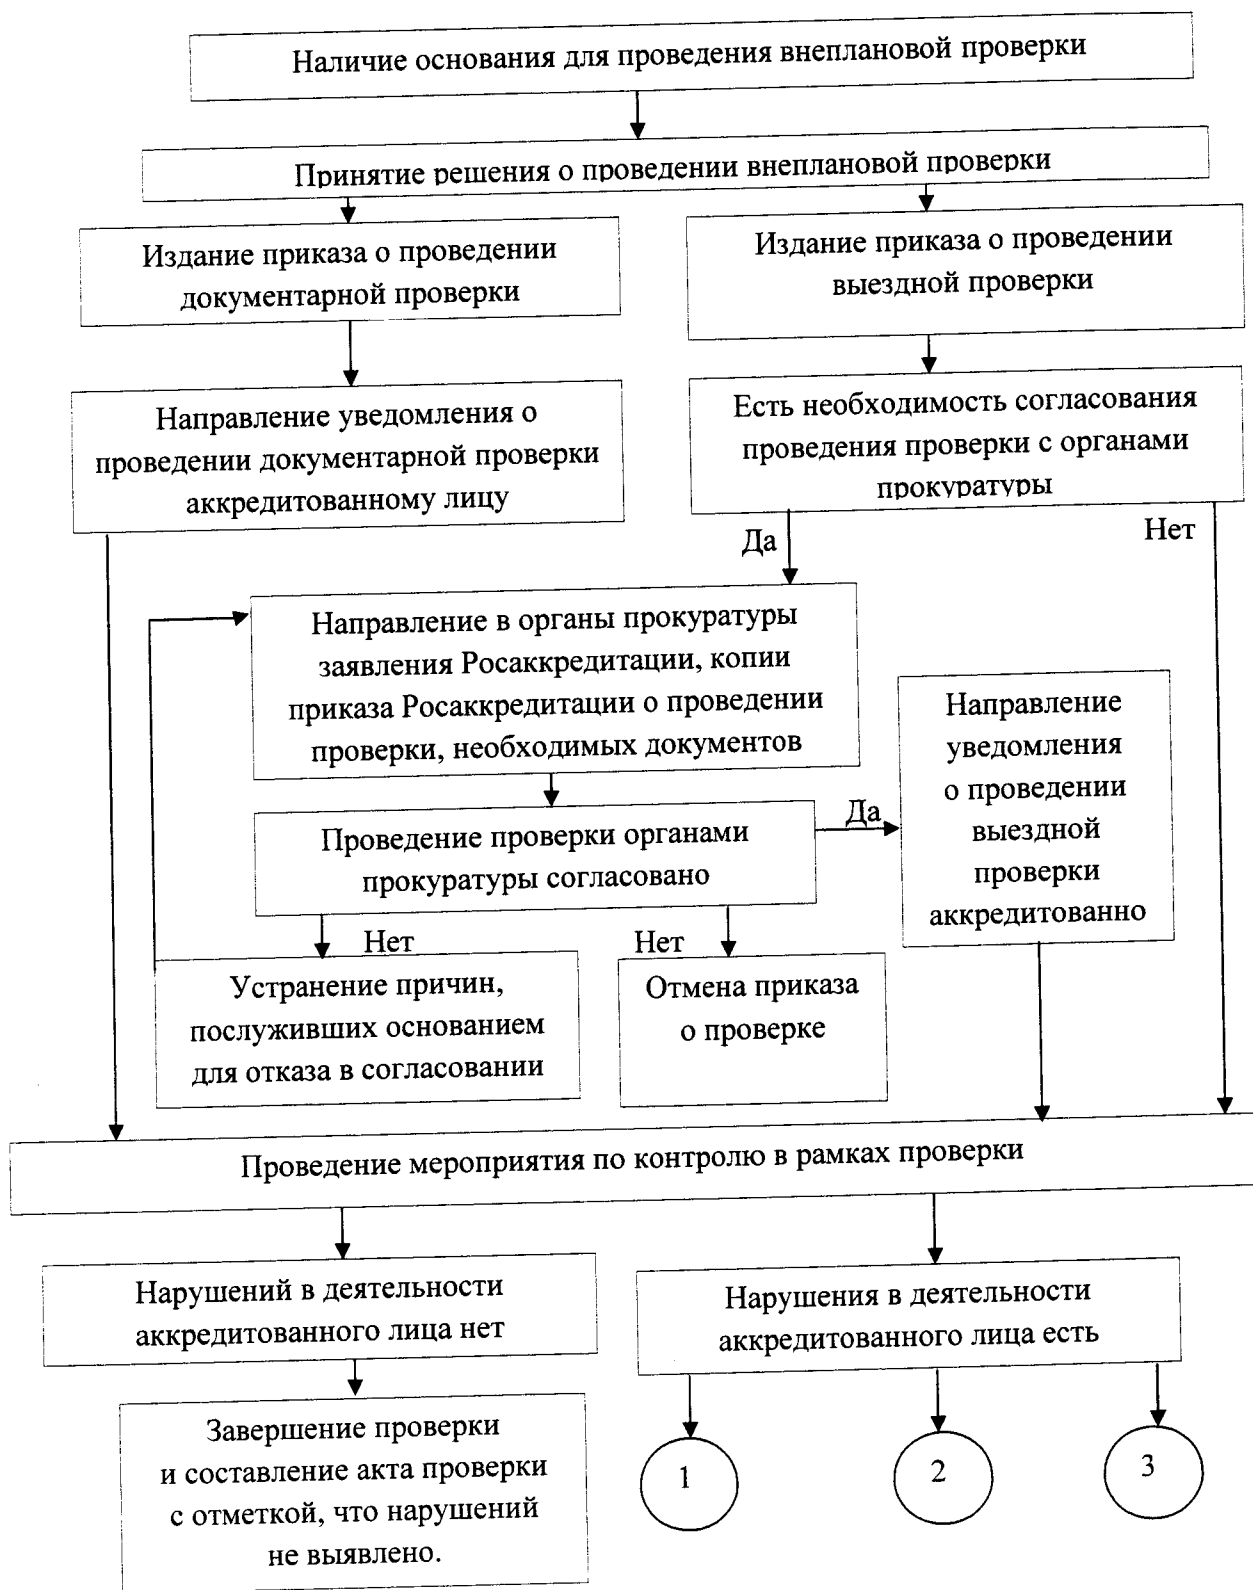 Наличие основания для проведения внеплановой проверки
Принятие решения о проведении внеплановой проверки
Издание приказа о проведении
документарной проверки
Издание приказа о проведении
выездной проверки
Направление уведомления о
проведении документарной проверки
аккредитованному лицу
Есть необходимость согласования
проведения проверки с органами
прокуратуры
Да
Нет
Направление в органы прокуратуры
заявления Росаккредитации, копии
приказа Росаккредитации о проведении
проверки, необходимых документов
Направление
уведомления
о проведении
выездной
проверки
аккредитованно
Проведение проверки органами
прокуратуры согласовано
Да
Нет
Нет
Устранение причин,
послуживших основанием
для отказа в согласовании
Отмена приказа
о проверке
Проведение мероприятия по контролю в рамках проверки
Нарушений в деятельности
аккредитованного лица нет
Нарушения в деятельности
аккредитованного лица есть
Завершение проверки
и составление акта проверки
с отметкой, что нарушений
не выявлено.
1
2
3